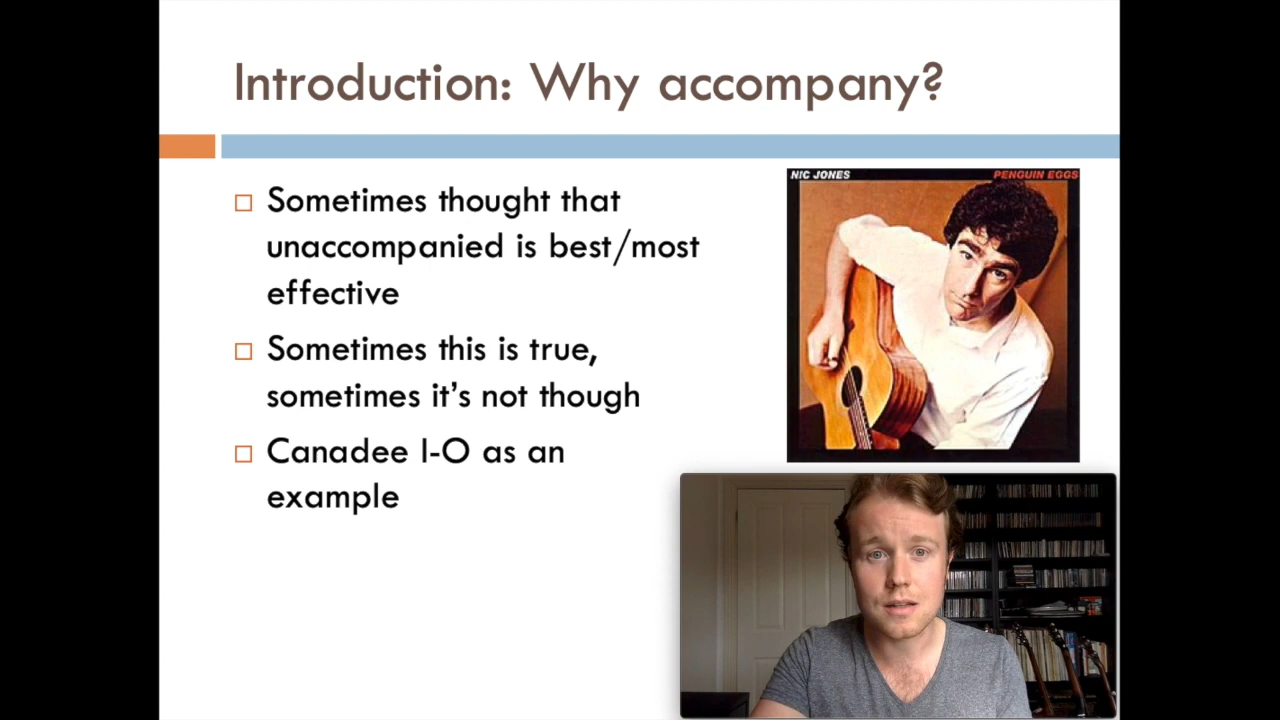 Introduction: Why accompany?
Sometimes thought that
unaccompanied is best/most
effective
Sometimes this is true,
sometimes it’s not though
Canadee I-O as an
example
NIC JONES
PENGUIN EGGS